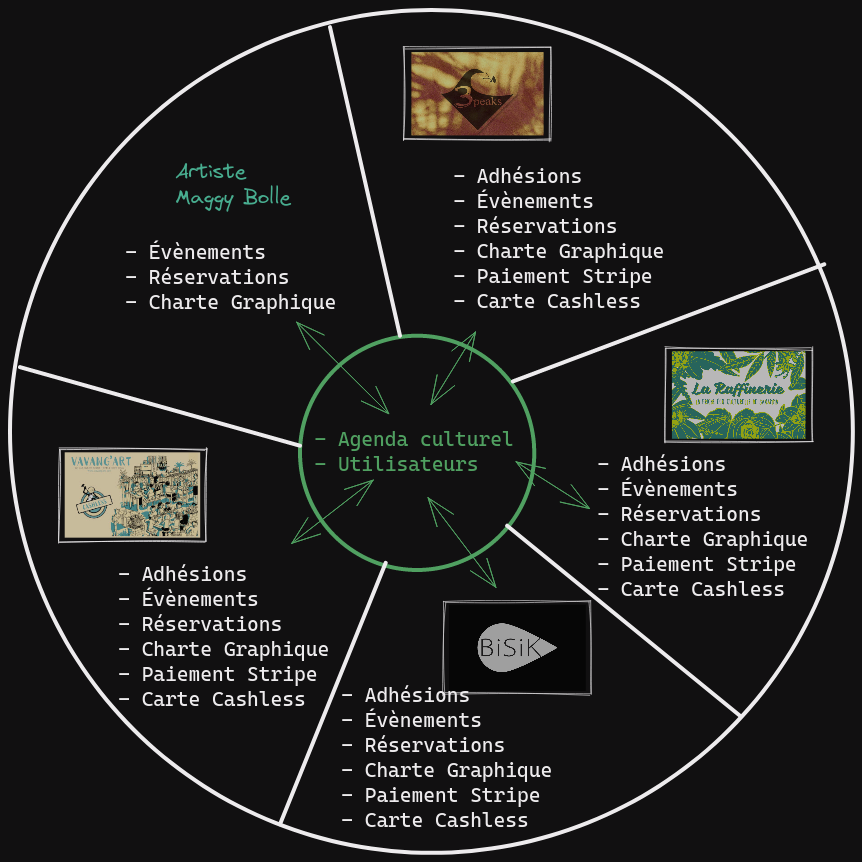 3 peaks
- Adhésions
- Évènements
- Réservations
- Charte Graphique
- Paiement Stripe
- Carte Cashless
Artiste
Maggy Bolle
- Évènements
- Réservations
- Charte Graphique
La Raffinerie
- Adhésions
- Évènements
- Réservations
- Charte Graphique
- Paiement Stripe
- Carte Cashless
- Agenda culturel
- Utilisateurs
VAVANG'ART
- Adhésions
- Évènements
- Réservations
- Charte Graphique
- Paiement Stripe
- Carte Cashless
BiSiK
- Adhésions
- Évènements
- Réservations
- Charte Graphique
- Paiement Stripe
- Carte Cashless